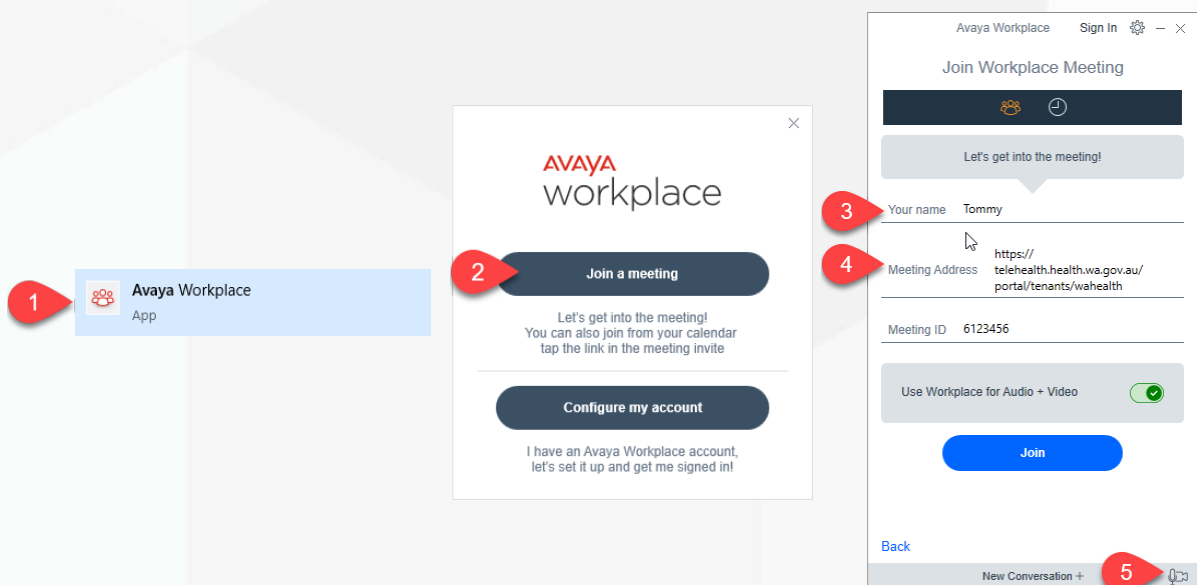 1
Avaya Workplace
App
AVAYA
workplace
2
Join a meeting
Let's get into the meeting!
You can also join from your calendar
tap the link in the meeting invite
Configure my account
I have an Avaya Workplace account,
let's set it up and get me signed in!
Avaya Workplace Sign In
Join Workplace Meeting
Let's get into the meeting!
3
Your name Tommy
4
Meeting Address
https://
telehealth.health.wa.gov.au/
portal/tenants/wahealth
Meeting ID 6123456
Use Workplace for Audio + Video
Join
Back
New Conversation +
5